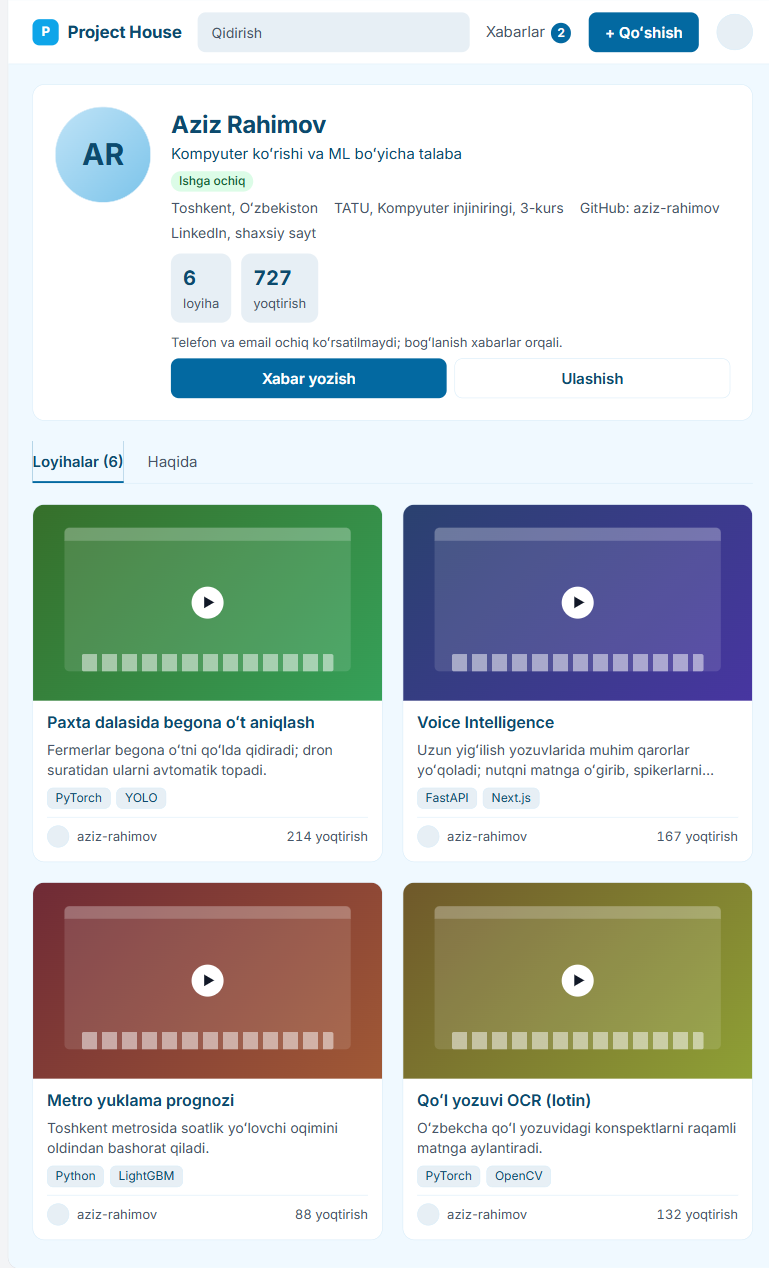 P Project House Qidirish Xabarlar 2 + Qoʻshish
AR
Aziz Rahimov
Kompyuter koʻrishi va ML boʻyicha talaba
Ishga ochiq
Toshkent, Oʻzbekiston TATU, Kompyuter injiniringi, 3-kurs GitHub: aziz-rahimov
LinkedIn, shaxsiy sayt
6 727
loyiha yoqtirish
Telefon va email ochiq koʻrsatilmaydi; bogʻlanish xabarlar orqali.
Xabar yozish Ulashish
Loyihalar (6) Haqida
Paxta dalasida begona oʻt aniqlash
Fermerlar begona oʻtni qoʻlda qidiradi; dron
suratidan ularni avtomatik topadi.
PyTorch YOLO
aziz-rahimov 214 yoqtirish
Voice Intelligence
Uzun yigʻilish yozuvlarida muhim qarorlar
yoʻqoladi; nutqni matnga oʻgirib, spikerlarni...
FastAPI Next.js
aziz-rahimov 167 yoqtirish
Metro yuklama prognozi
Toshkent metrosida soatlik yoʻlovchi oqimini
oldindan bashorat qiladi.
Python LightGBM
aziz-rahimov 88 yoqtirish
Qoʻl yozuvi OCR (lotin)
Oʻzbekcha qoʻl yozuvidagi konspektlarni raqamli
matnga aylantiradi.
PyTorch OpenCV
aziz-rahimov 132 yoqtirish